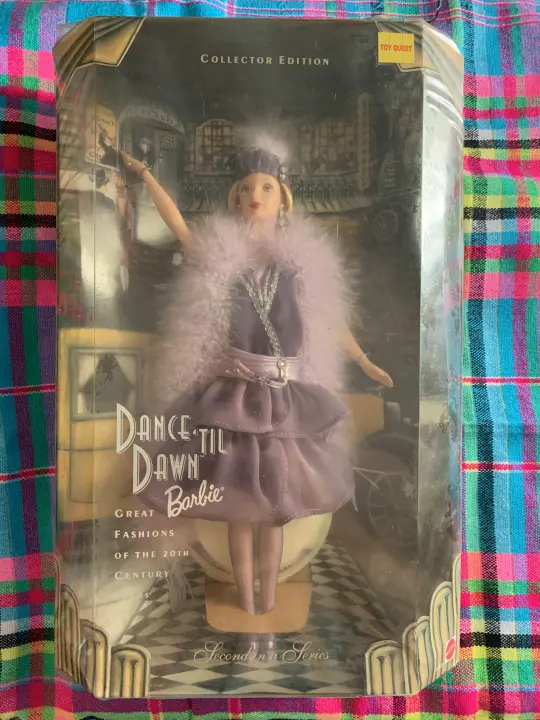 COLLECTOR EDITION
TOY QUEST
DANCE 'TIL
DAWN
Barbie
GREAT
FASHIONS
OF THE 20TH
CENTURY
Second in a Series